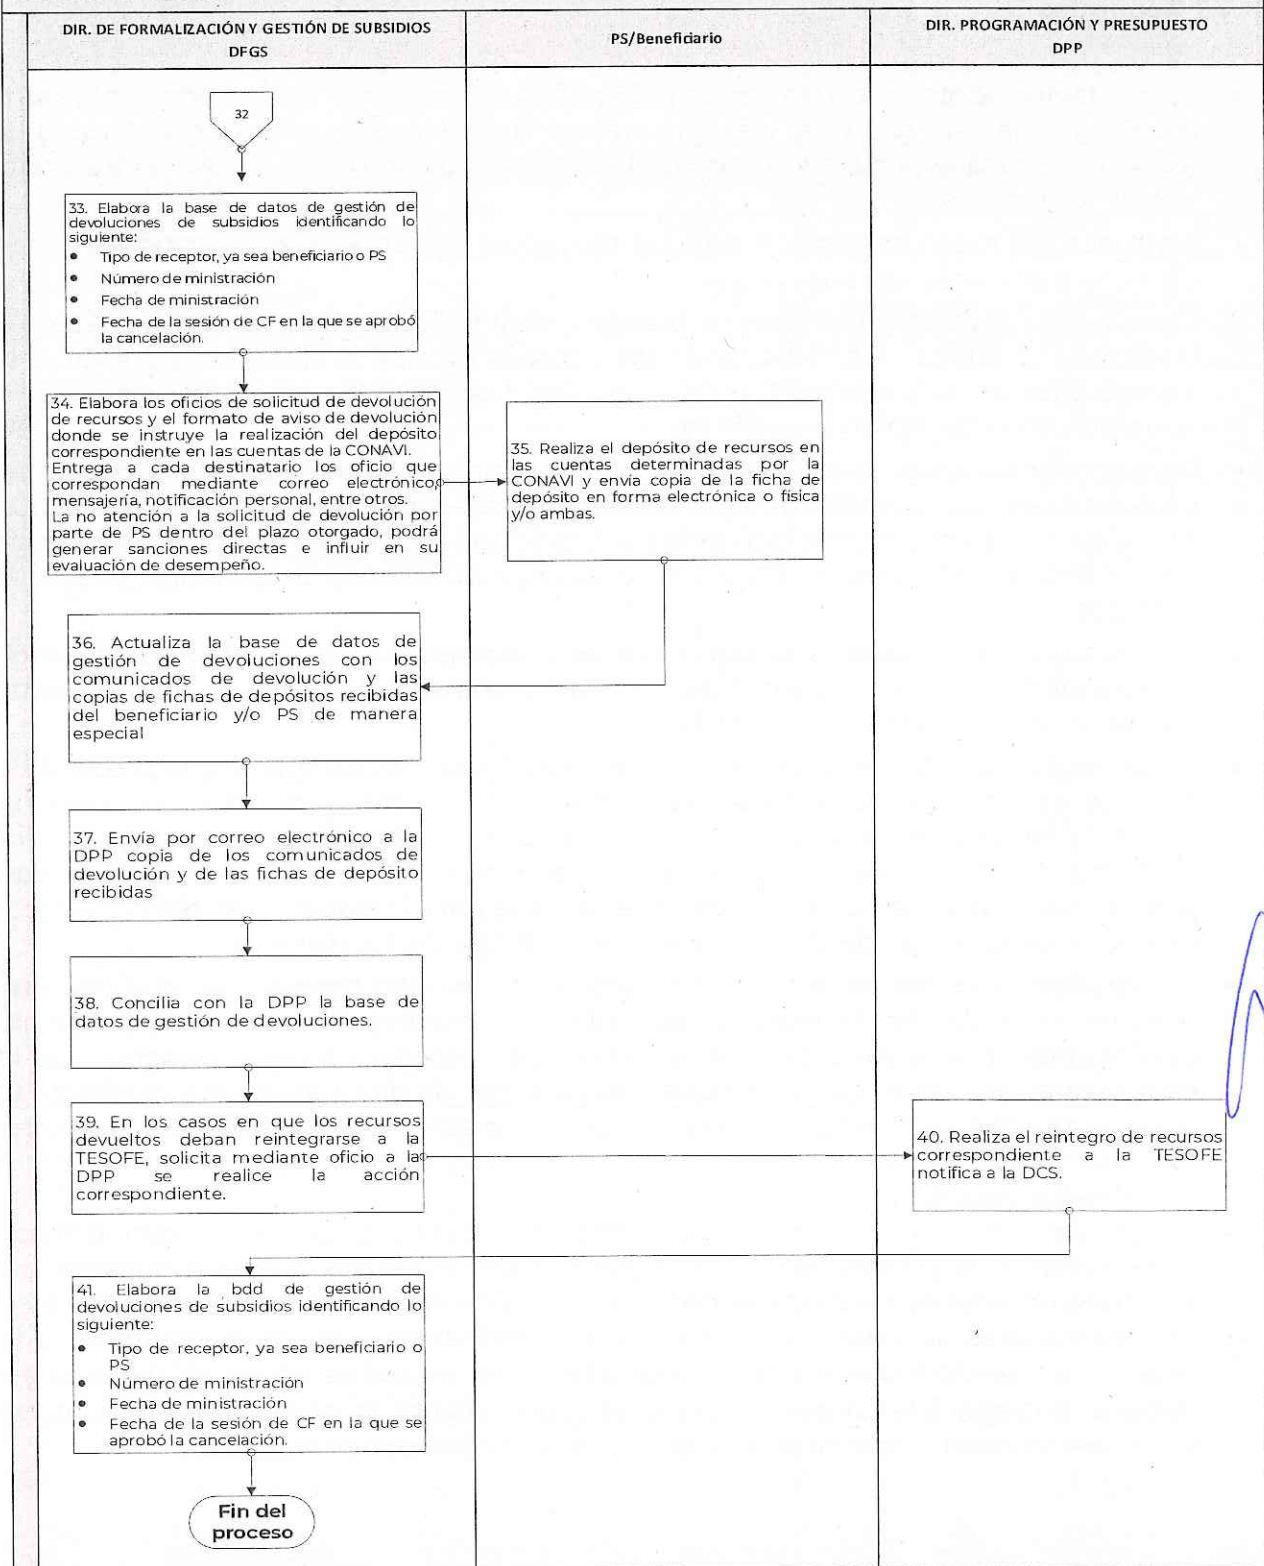 DIR. DE FORMALIZACIÓN Y GESTIÓN DE SUBSIDIOS
DFGS
PS/Beneficiario
DIR. PROGRAMACIÓN Y PRESUPUESTO
DPP
32
33. Elabora la base de datos de gestión de
devoluciones de subsidios identificando lo
siguiente:
• Tipo de receptor, ya sea beneficiario o PS
• Número de ministración
• Fecha de ministración
• Fecha de la sesión de CF en la que se aprobó
la cancelación.
34. Elabora los oficios de solicitud de devolución
de recursos y el formato de aviso de devolución
donde se instruye la realización del depósito
correspondiente en las cuentas de la CONAVI.
Entrega a cada destinatario los oficio que
correspondan mediante correo electrónico,
mensajería, notificación personal, entre otros.
La no atención a la solicitud de devolución por
parte de PS dentro del plazo otorgado, podrá
generar sanciones directas e influir en su
evaluación de desempeño.
35. Realiza el depósito de recursos en
las cuentas determinadas por la
CONAVI y envía copia de la ficha de
depósito en forma electrónica o física
y/o ambas.
36. Actualiza la base de datos de
gestión de devoluciones con los
comunicados de devolución y las
copias de fichas de depósitos recibidas
del beneficiario y/o PS de manera
especial
37. Envía por correo electrónico a la
DPP copia de los comunicados de
devolución y de las fichas de depósito
recibidas
38. Concilia con la DPP la base de
datos de gestión de devoluciones.
39. En los casos en que los recursos
devueltos deban reintegrarse a la
TESOFE, solicita mediante oficio a la
DPP se realice la acción
correspondiente.
40. Realiza el reintegro de recursos
correspondiente a la TESOFE
notifica a la DCS.
41. Elabora la bdd de gestión de
devoluciones de subsidios identificando lo
siguiente:
• Tipo de receptor, ya sea beneficiario o
PS
• Número de ministración
• Fecha de ministración
• Fecha de la sesión de CF en la que se
aprobó la cancelación.
Fin del
proceso